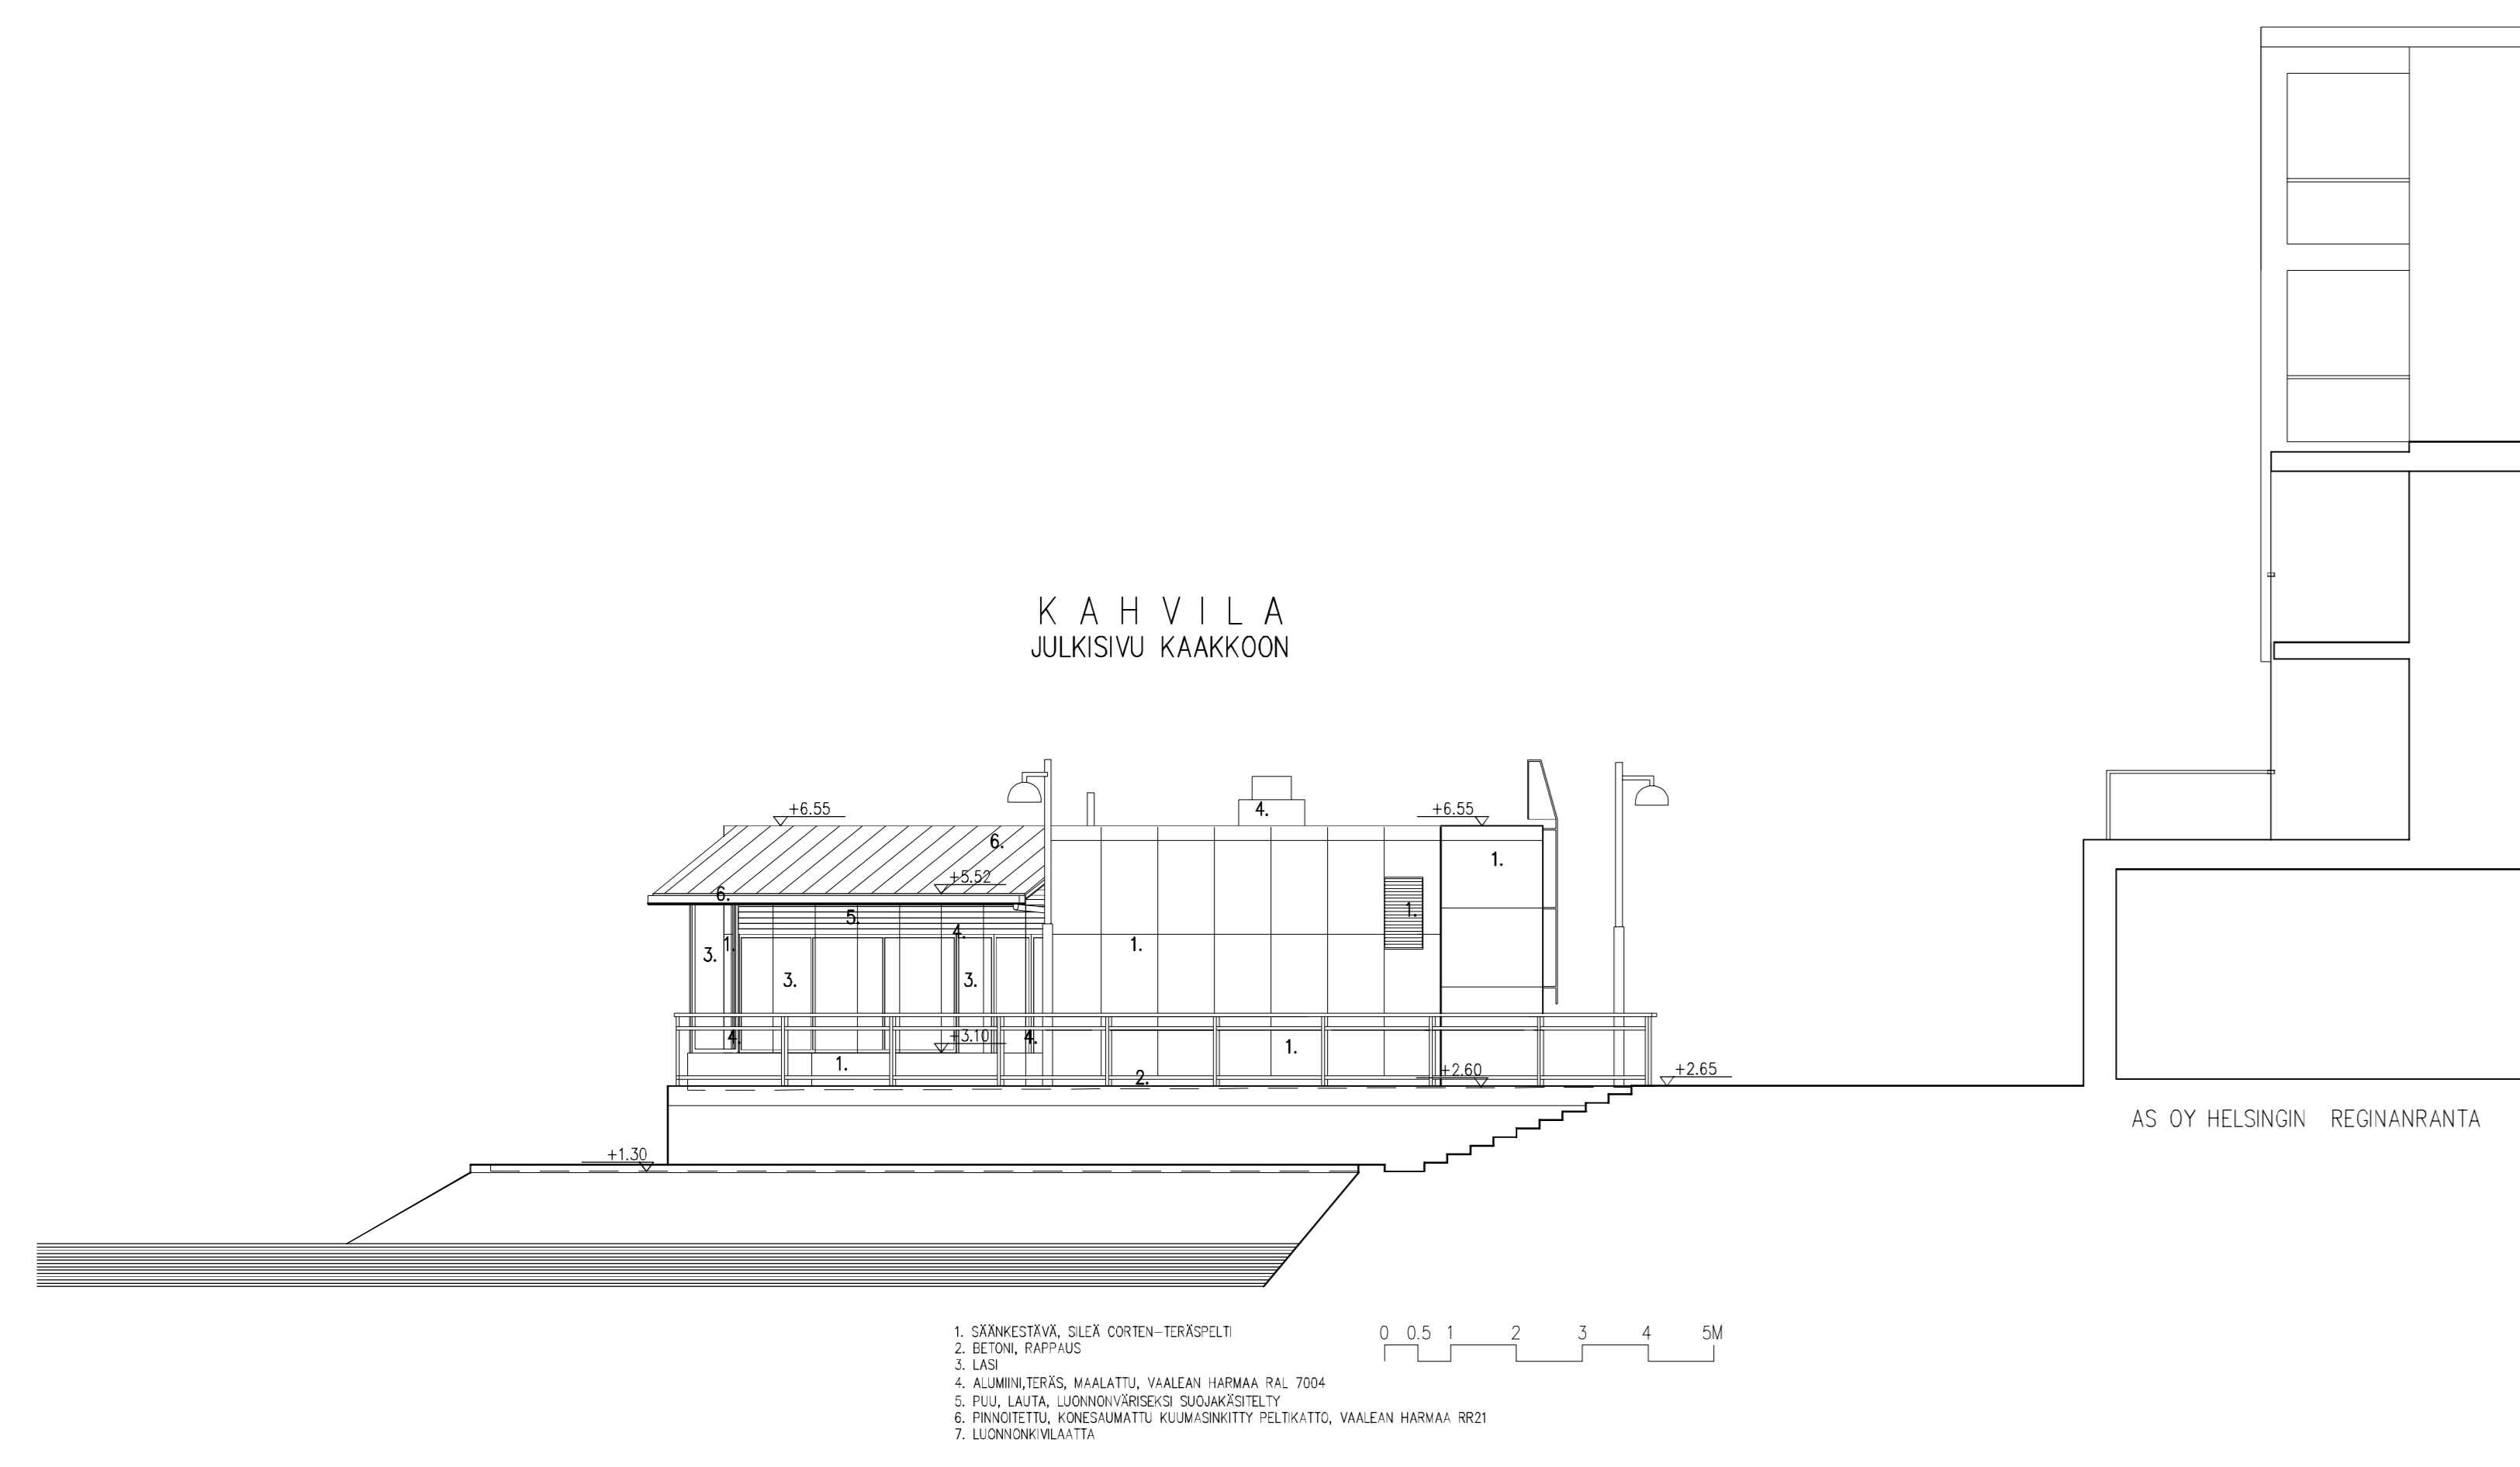 K A H V I L A
JULKISIVU KAAKKOON
+6.55
4.
+6.55
6.
1.
+5.52
6.
5.
1.
4.
1.
1.
3.
3.
3.
4.
+3.10
4.
1.
1.
2.
+2.60
+2.65
AS OY HELSINGIN REGINANRANTA
+1.30
1. SÄÄNKESTÄVÄ, SILEÄ CORTEN-TERÄSPELTI
2. BETONI, RAPPAUS
3. LASI
4. ALUMIINI,TERÄS, MAALATTU, VAALEAN HARMAA RAL 7004
5. PUU, LAUTA, LUONNONVÄRISEKSI SUOJAKÄSITELTY
6. PINNOITETTU, KONESAUMATTU KUUMASINKITTY PELTIKATTO, VAALEAN HARMAA RR21
7. LUONNONKIVILAATTA
0 0.5 1 2 3 4 5M